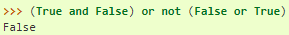 >>> (True and False) or not (False or True)
False